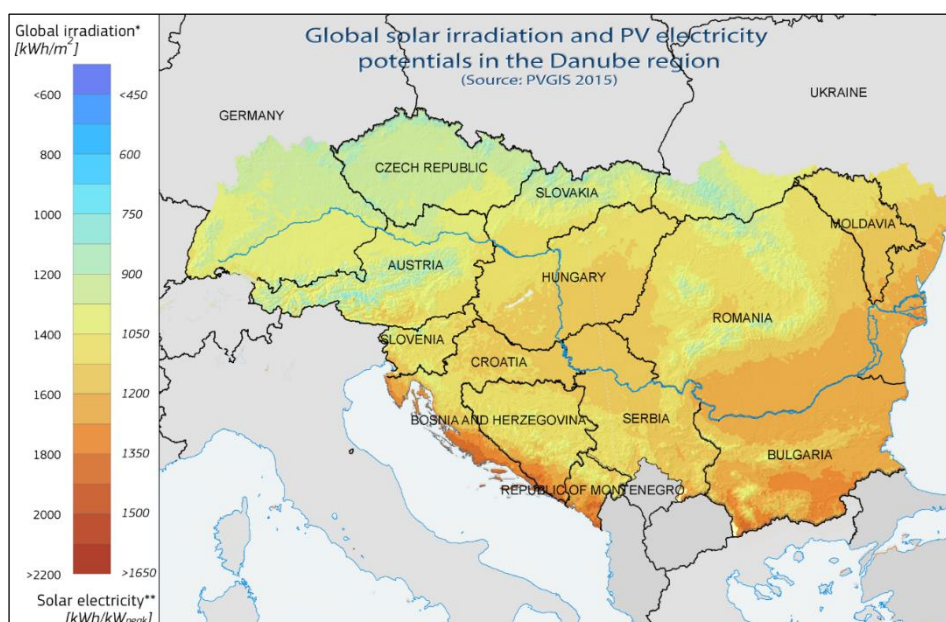 Global irradiation*
[kWh/m²]
<600 <450
800 600
1000 750
1200 900
1400 1050
1600 1200
1800 1350
2000 1500
>2200 >1650
Solar electricity**
[kWh/kWpeak]
Global solar irradiation and PV electricity
potentials in the Danube region
(Source: PVGIS 2015)
UKRAINE
GERMANY
CZECH REPUBLIC
SLOVAKIA
MOLDAVIA
AUSTRIA
HUNGARY
ROMANIA
SLOVENIA
CROATIA
BOSNIA AND HERZEGOVINA
SERBIA
BULGARIA
REPUBLIC OF MONTENEGRO